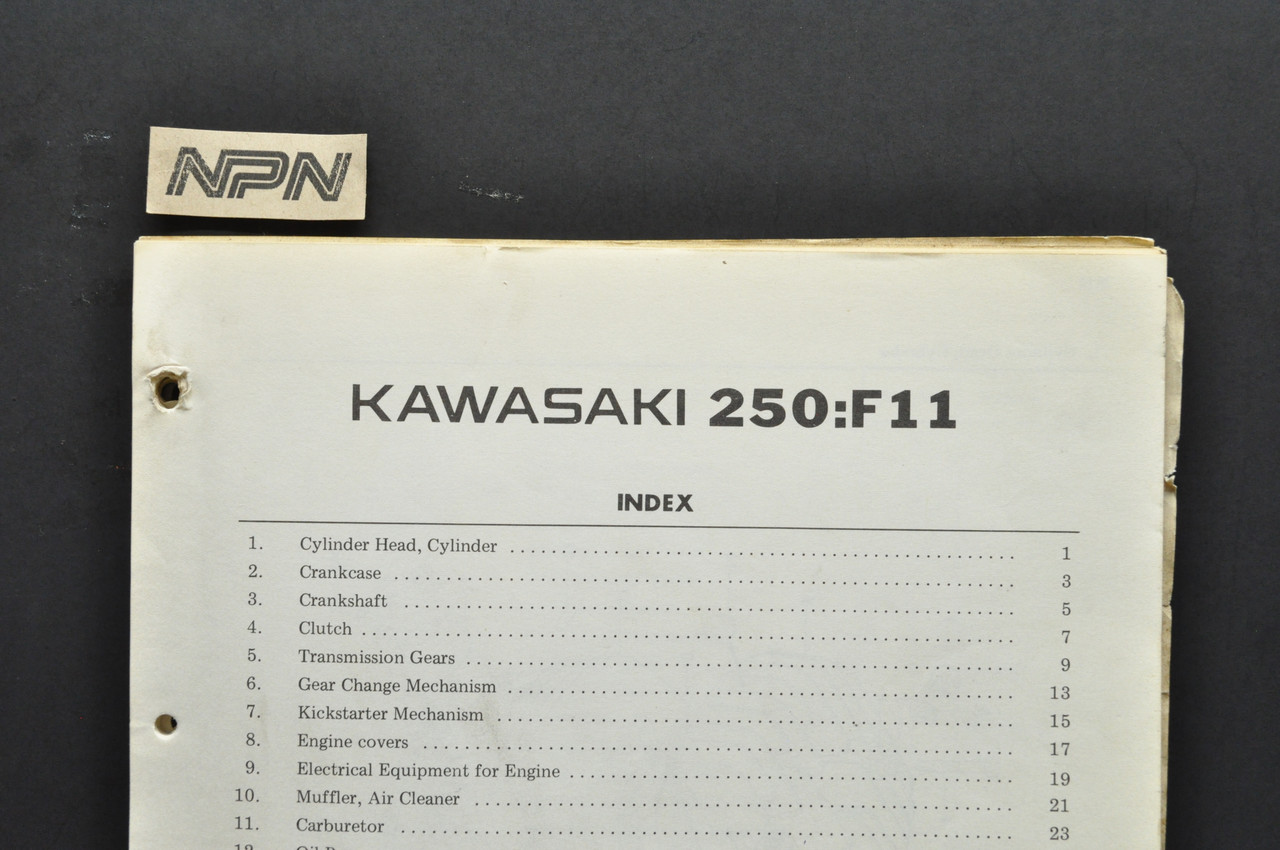 NPN
KAWASAKI 250:F11
INDEX
1. Cylinder Head, Cylinder ........................................ 1
2. Crankcase ........................................ 3
3. Crankshaft ........................................ 5
4. Clutch ........................................ 7
5. Transmission Gears ........................................ 9
6. Gear Change Mechanism ........................................ 13
7. Kickstarter Mechanism ........................................ 15
8. Engine covers ........................................ 17
9. Electrical Equipment for Engine ........................................ 19
10. Muffler, Air Cleaner ........................................ 21
11. Carburetor ........................................ 23
12. Oil